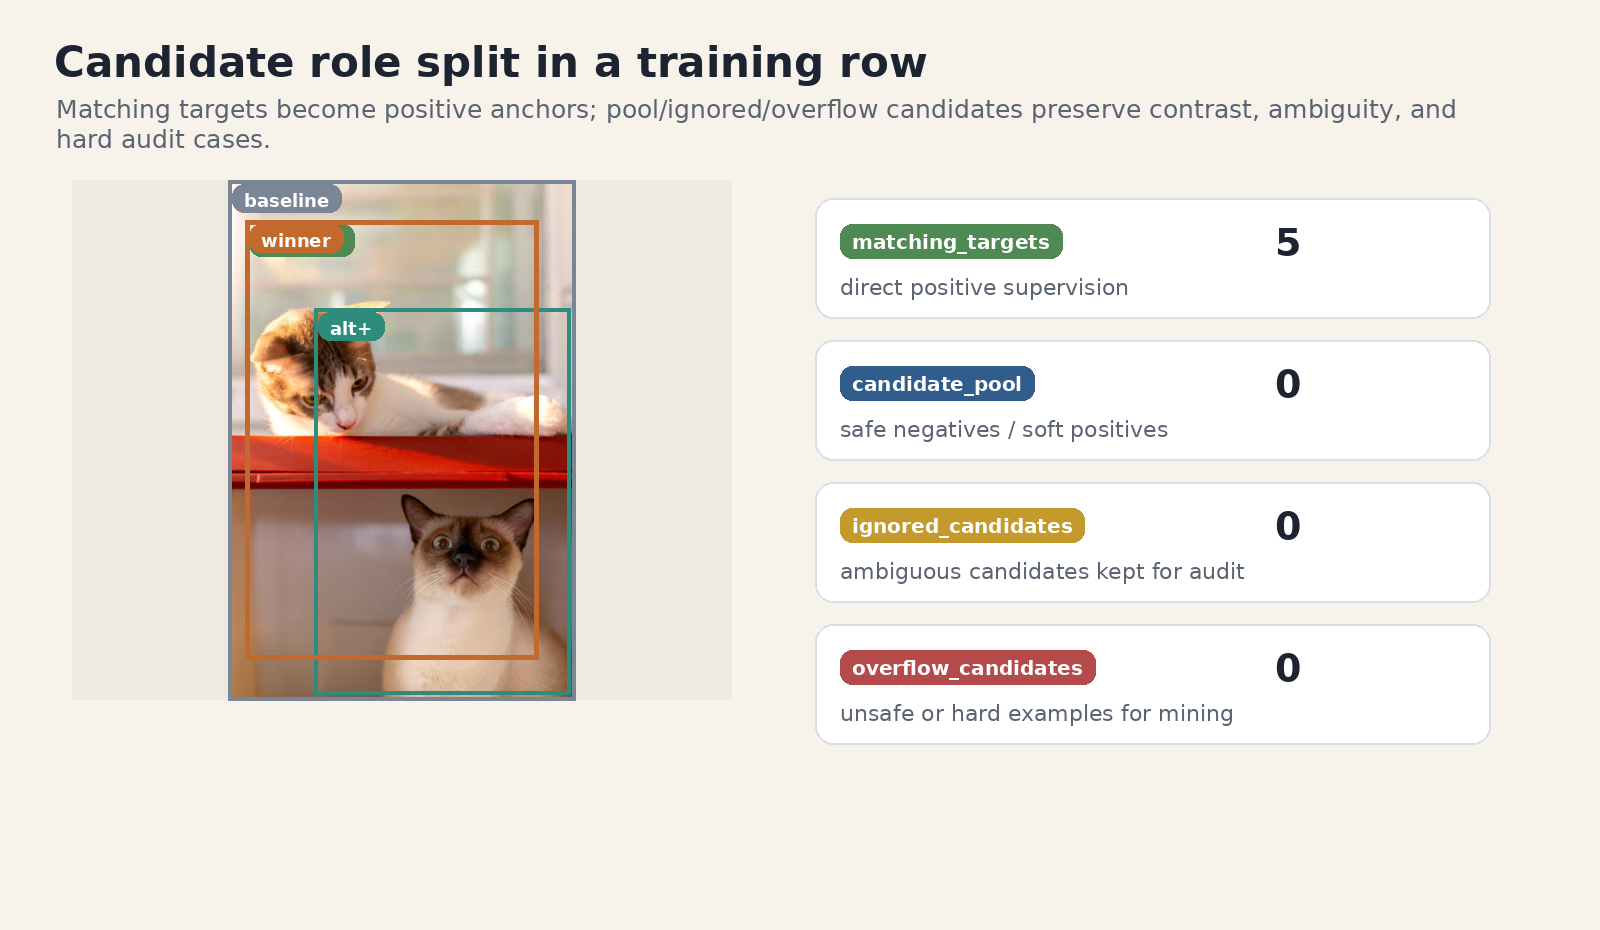 Candidate role split in a training row
Matching targets become positive anchors; pool/ignored/overflow candidates preserve contrast, ambiguity, and
hard audit cases.
baseline
winner
alt+
matching_targets
5
direct positive supervision
candidate_pool
0
safe negatives / soft positives
ignored_candidates
0
ambiguous candidates kept for audit
overflow_candidates
0
unsafe or hard examples for mining